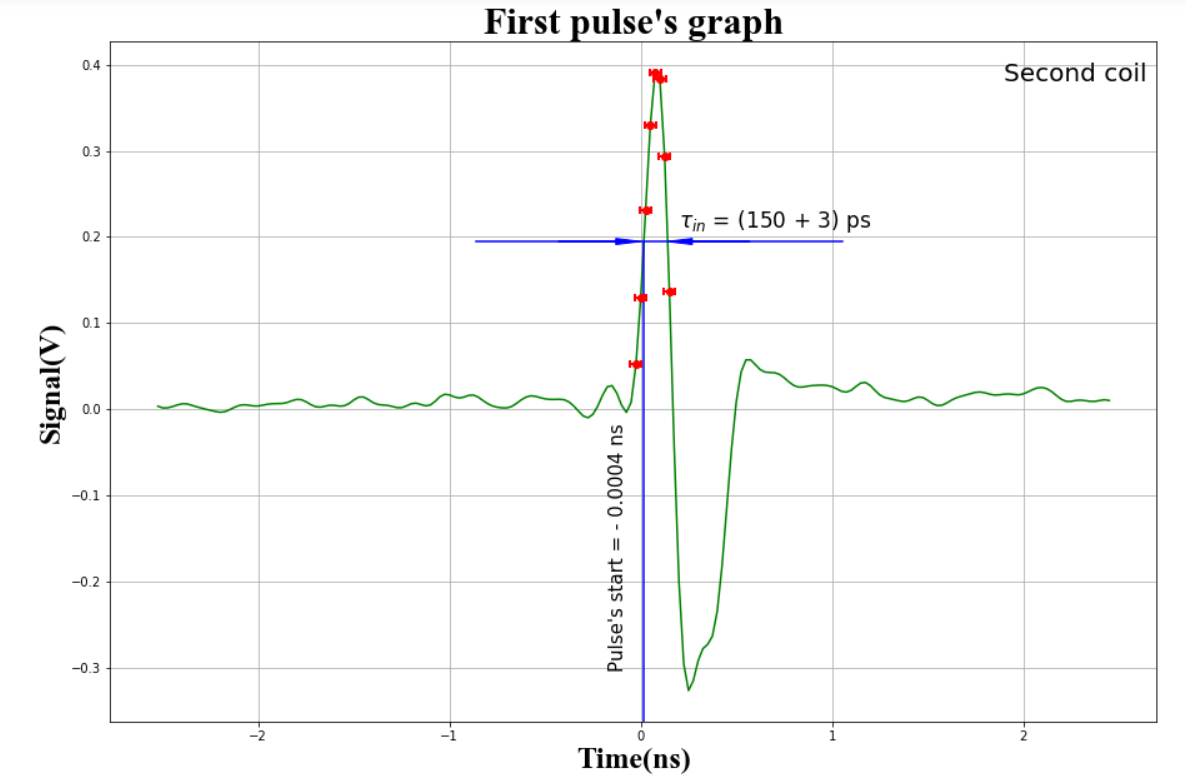 First pulse's graph
Second coil
τin = (150 + 3) ps
Pulse's start = - 0.0004 ns
Signal(V)
0.4
0.3
0.2
0.1
0.0
−0.1
−0.2
−0.3
−2
−1
0
1
2
Time(ns)